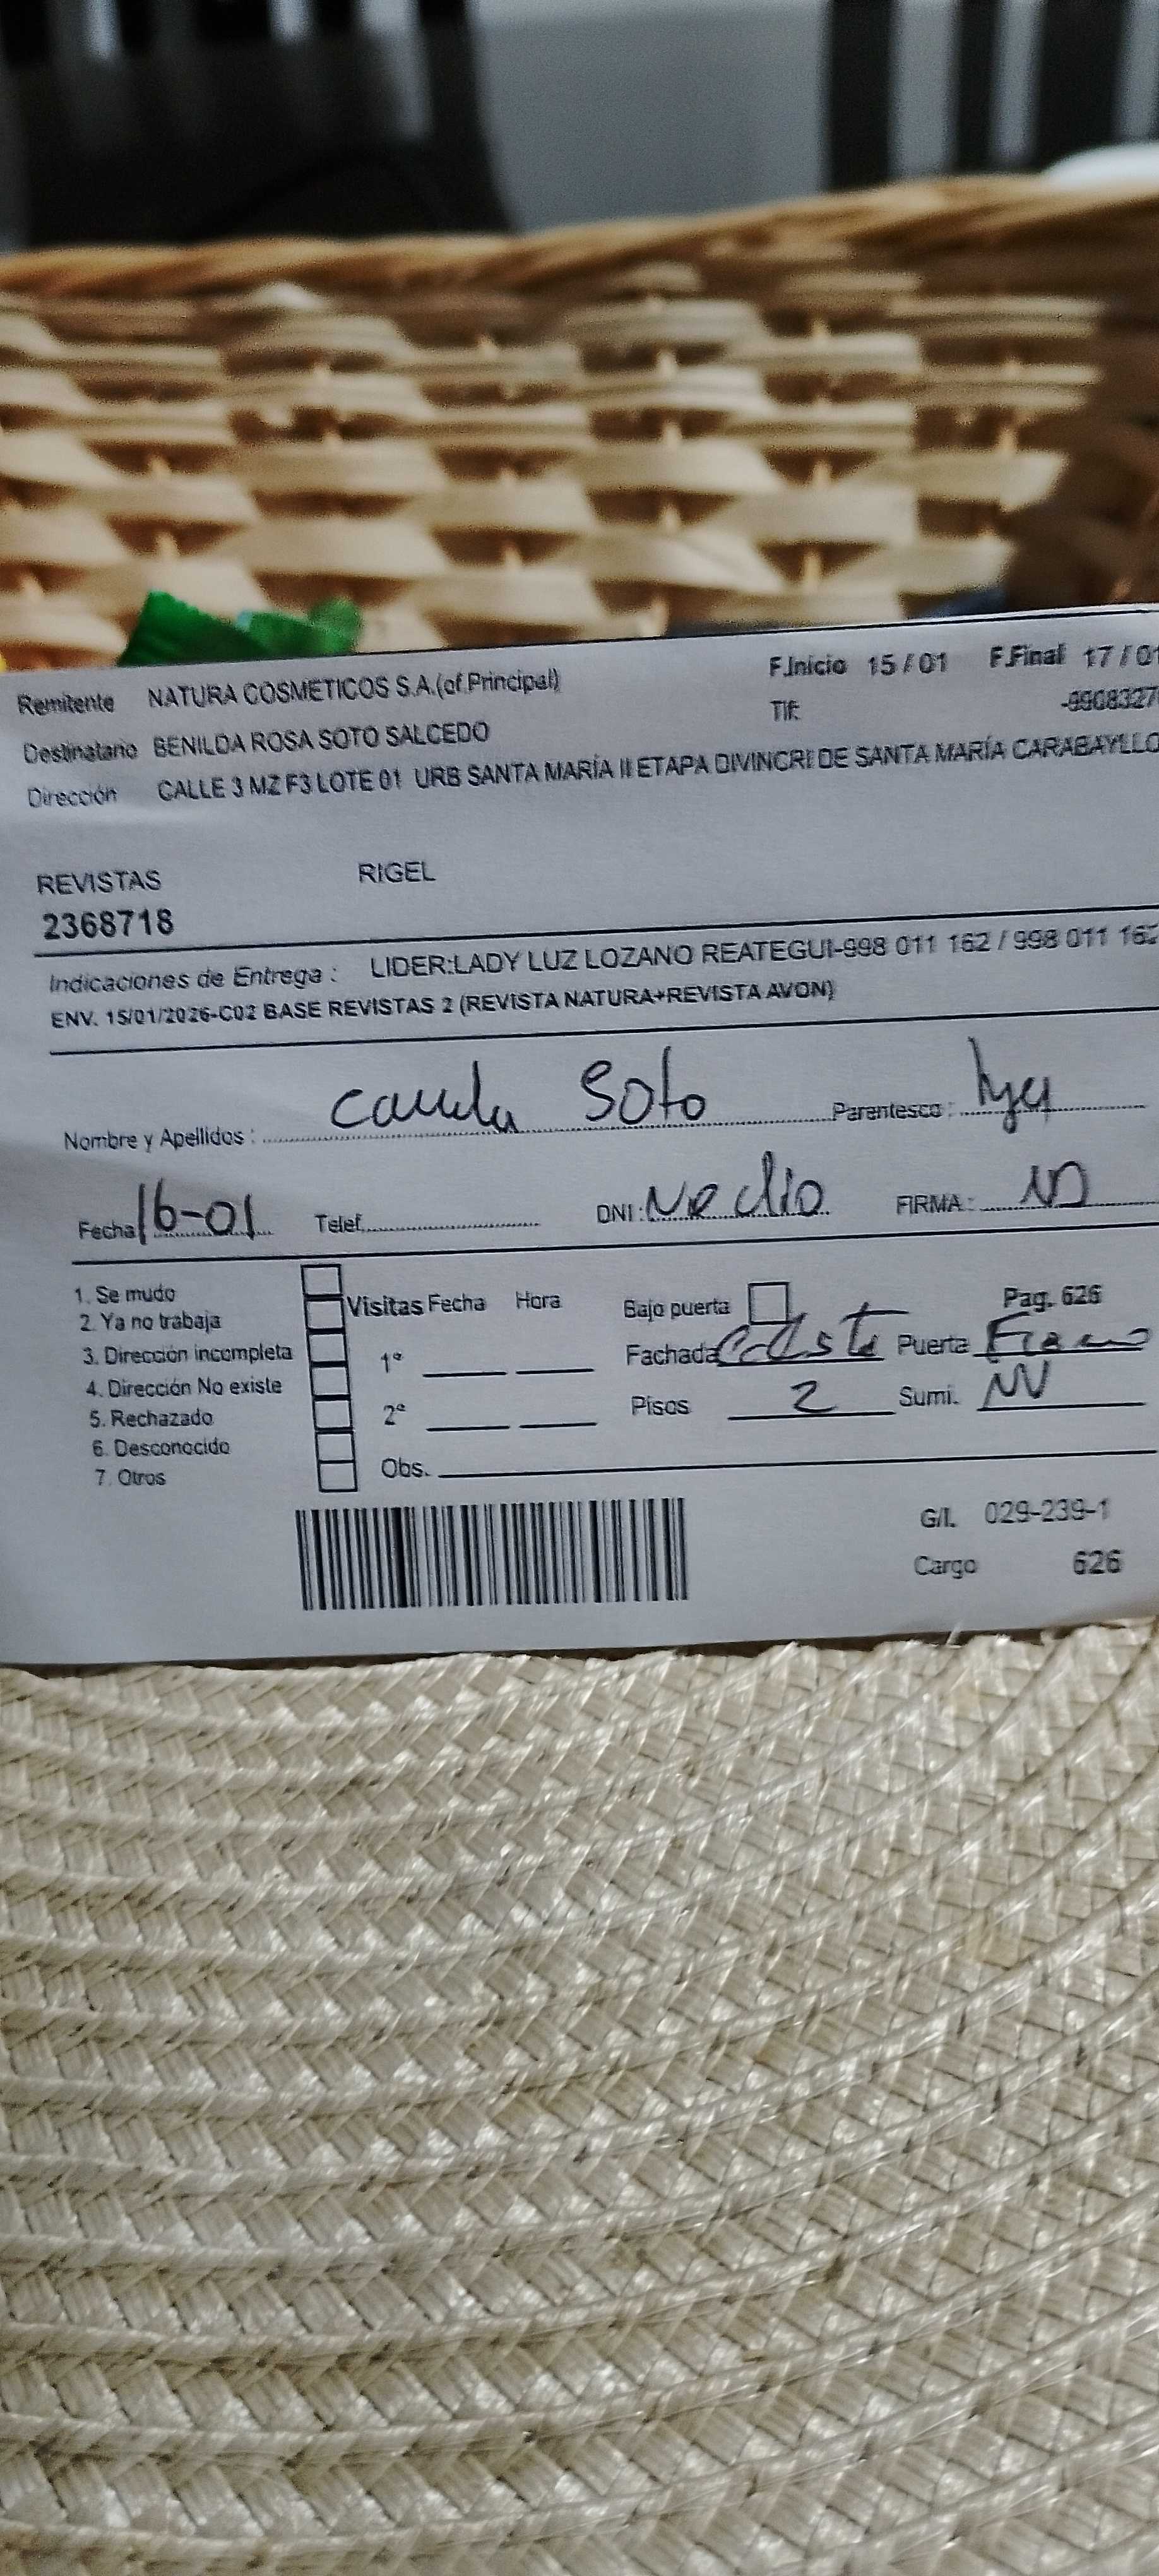 Remitente NATURA COSMETICOS S.A.(of.Principal) F.Inicio 15/01 F.Final 17/01
Destinatario BENILDA ROSA SOTO SALCEDO Tlf: -9908327
Dirección CALLE 3 MZ F3 LOTE 01 URB SANTA MARÍA II ETAPA DIVINCRI DE SANTA MARÍA CARABAYLLO
REVISTAS RIGEL
2368718
Indicaciones de Entrega : LIDER:LADY LUZ LOZANO REATEGUI-998 011 162 / 998 011 162
ENV. 15/01/2026-C02 BASE REVISTAS 2 (REVISTA NATURA+REVISTA AVON)
Nombre y Apellidos : Soto Parentesco :
Fecha 16-01 Telef. DNI: No dio FIRMA:
1. Se mudo
2. Ya no trabaja
3. Dirección incompleta
4. Dirección No existe
5. Rechazado
6. Desconocido
7. Otros
Visitas Fecha Hora
1º
2º
Obs.
Bajo puerta Pag. 626
Fachada Puerta
Pisos 2 Sumi.
G/I. 029-239-1
Cargo 626